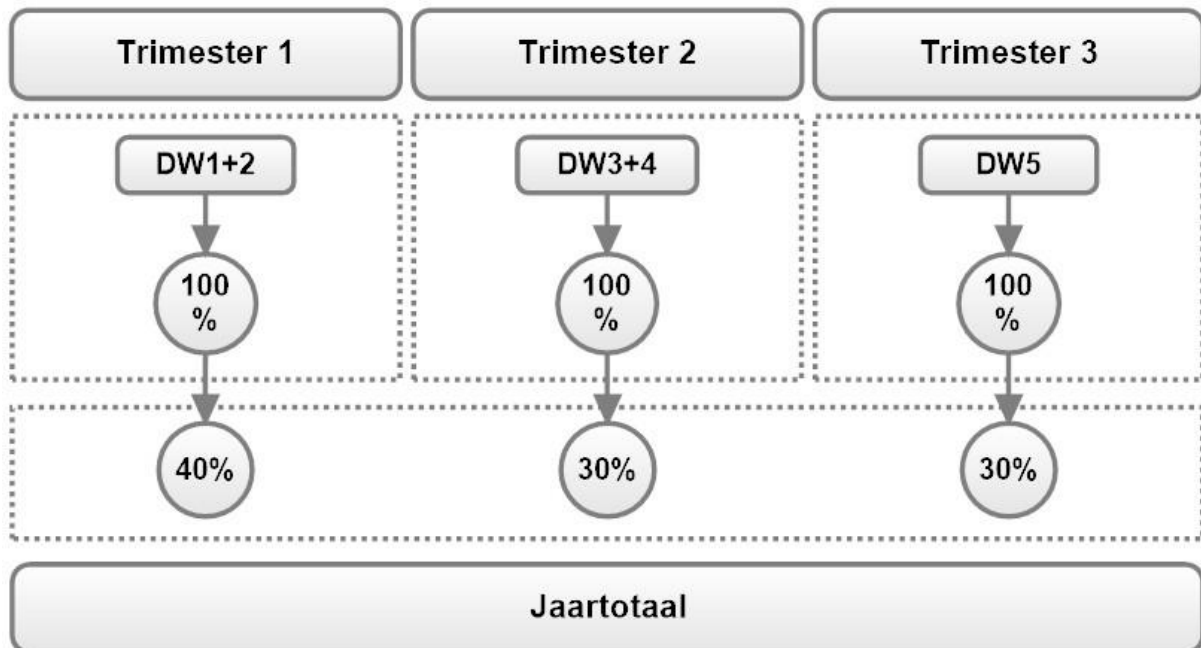 Trimester 1
Trimester 2
Trimester 3
DW1+2
DW3+4
DW5
100
%
100
%
100
%
40%
30%
30%
Jaartotaal